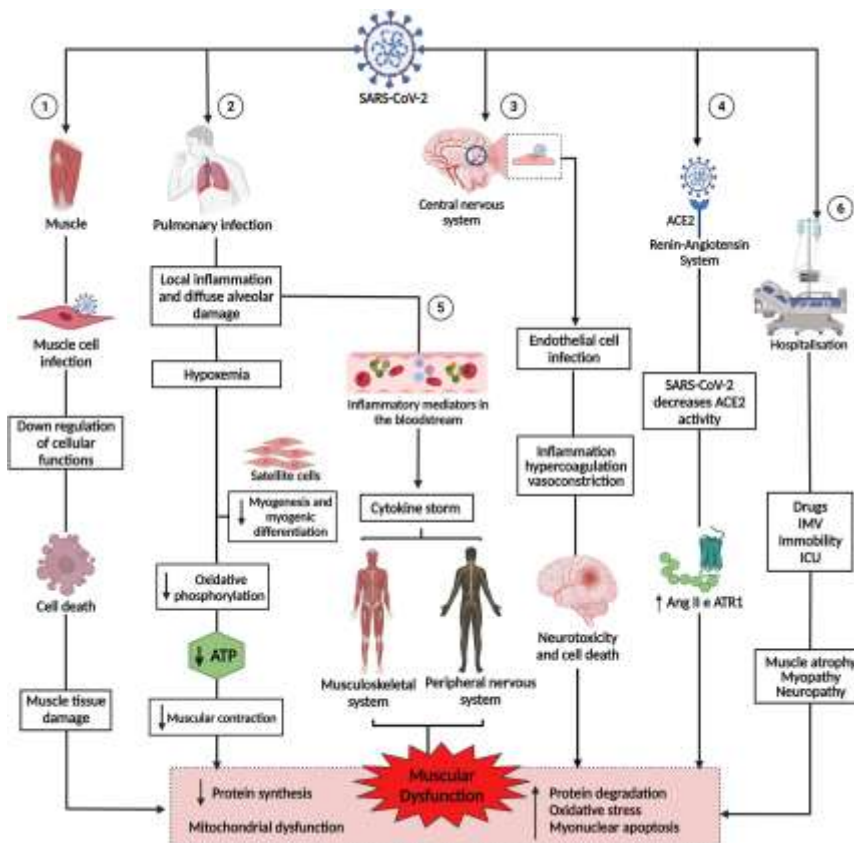 SARS-CoV-2
1
2
3
4
6
Muscle
Pulmonary infection
Central nervous
system
ACE2
Renin-Angiotensin
System
Hospitalisation
Muscle cell
infection
Local inflammation
and diffuse alveolar
damage
5
Hypoxemia
Inflammatory mediators in
the bloodstream
Endothelial cell
infection
SARS-CoV-2
decreases ACE2
activity
Down regulation
of cellular
functions
Satellite cells
↓ Myogenesis and
myogenic
differentiation
Cytokine storm
Inflammation
hypercoagulation
vasoconstriction
Drugs
IMV
Immobility
ICU
Cell death
↓ Oxidative
phosphorylation
↓ ATP
Musculoskeletal
system
Peripheral nervous
system
Neurotoxicity
and cell death
↑ Ang II e ATR1
Muscle atrophy
Myopathy
Neuropathy
Muscle tissue
damage
↓ Muscular contraction
↓ Protein synthesis
Mitochondrial dysfunction
Muscular
Dysfunction
↑ Protein degradation
Oxidative stress
Myonuclear apoptosis